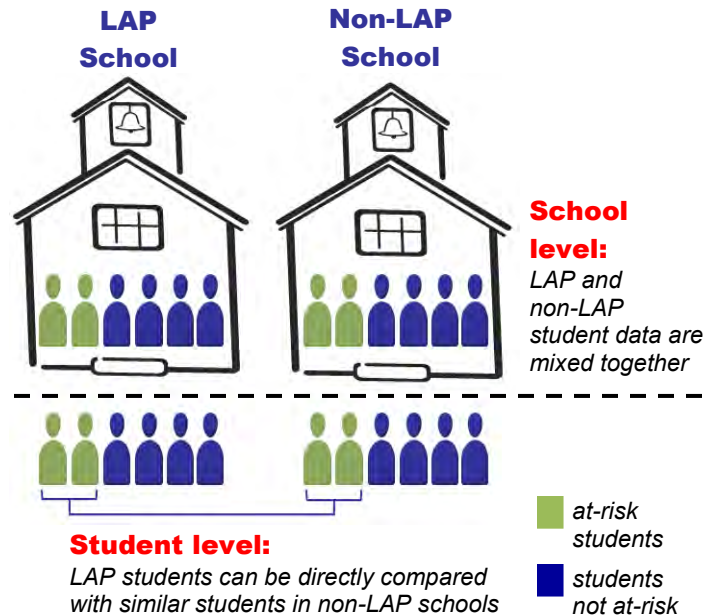 LAP
School
Non-LAP
School
School
level:
LAP and
non-LAP
student data are
mixed together
Student level:
LAP students can be directly compared
with similar students in non-LAP schools
at-risk
students
students
not at-risk